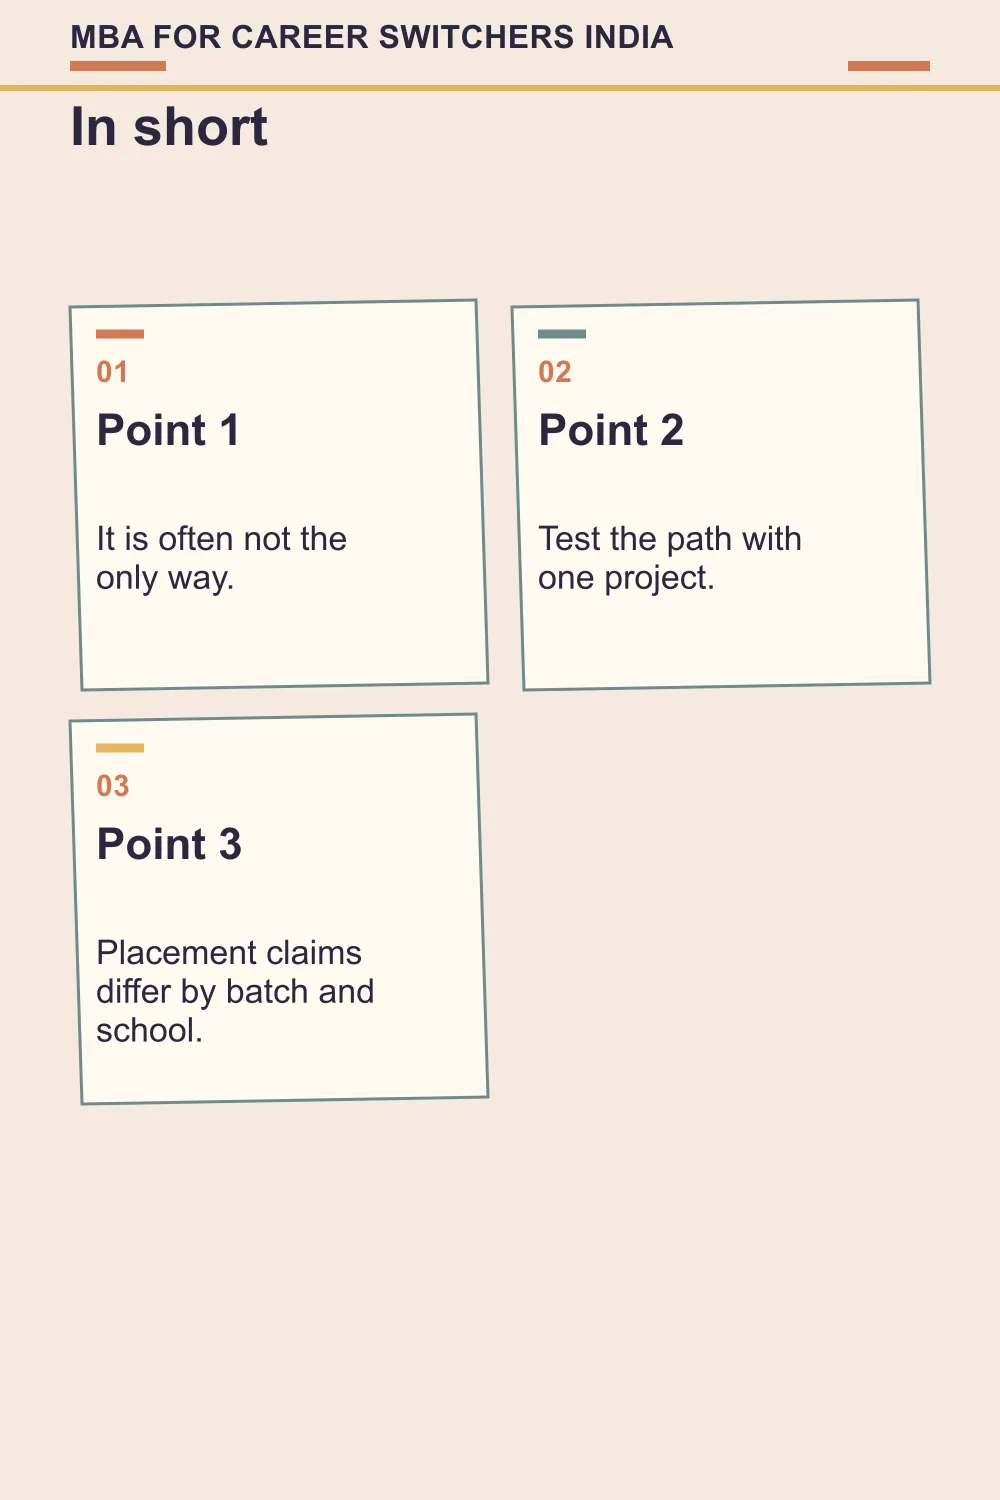 MBA FOR CAREER SWITCHERS INDIA
In short
01
Point 1
It is often not the
only way.
02
Point 2
Test the path with
one project.
03
Point 3
Placement claims
differ by batch and
school.